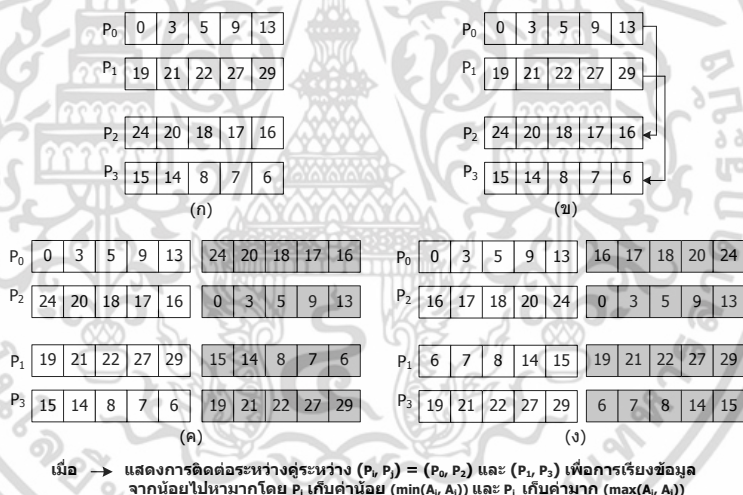 P0 0 3 5 9 13
P1 19 21 22 27 29
P2 24 20 18 17 16
P3 15 14 8 7 6
(ก)
P0 0 3 5 9 13
P1 19 21 22 27 29
P2 24 20 18 17 16
P3 15 14 8 7 6
(ข)
P0 0 3 5 9 13 24 20 18 17 16
P2 24 20 18 17 16 0 3 5 9 13
P1 19 21 22 27 29 15 14 8 7 6
P3 15 14 8 7 6 19 21 22 27 29
(ค)
P0 0 3 5 9 13 16 17 18 20 24
P2 16 17 18 20 24 0 3 5 9 13
P1 6 7 8 14 15 19 21 22 27 29
P3 19 21 22 27 29 6 7 8 14 15
(ง)
เมื่อ → แสดงการติดต่อระหว่างคู่ระหว่าง (Pi, Pj) = (P0, P2) และ (P1, P3) เพื่อการเรียงข้อมูล
จากน้อยไปหามากโดย Pi เก็บค่าน้อย (min(Ai, Aj)) และ Pj เก็บค่ามาก (max(Ai, Aj))